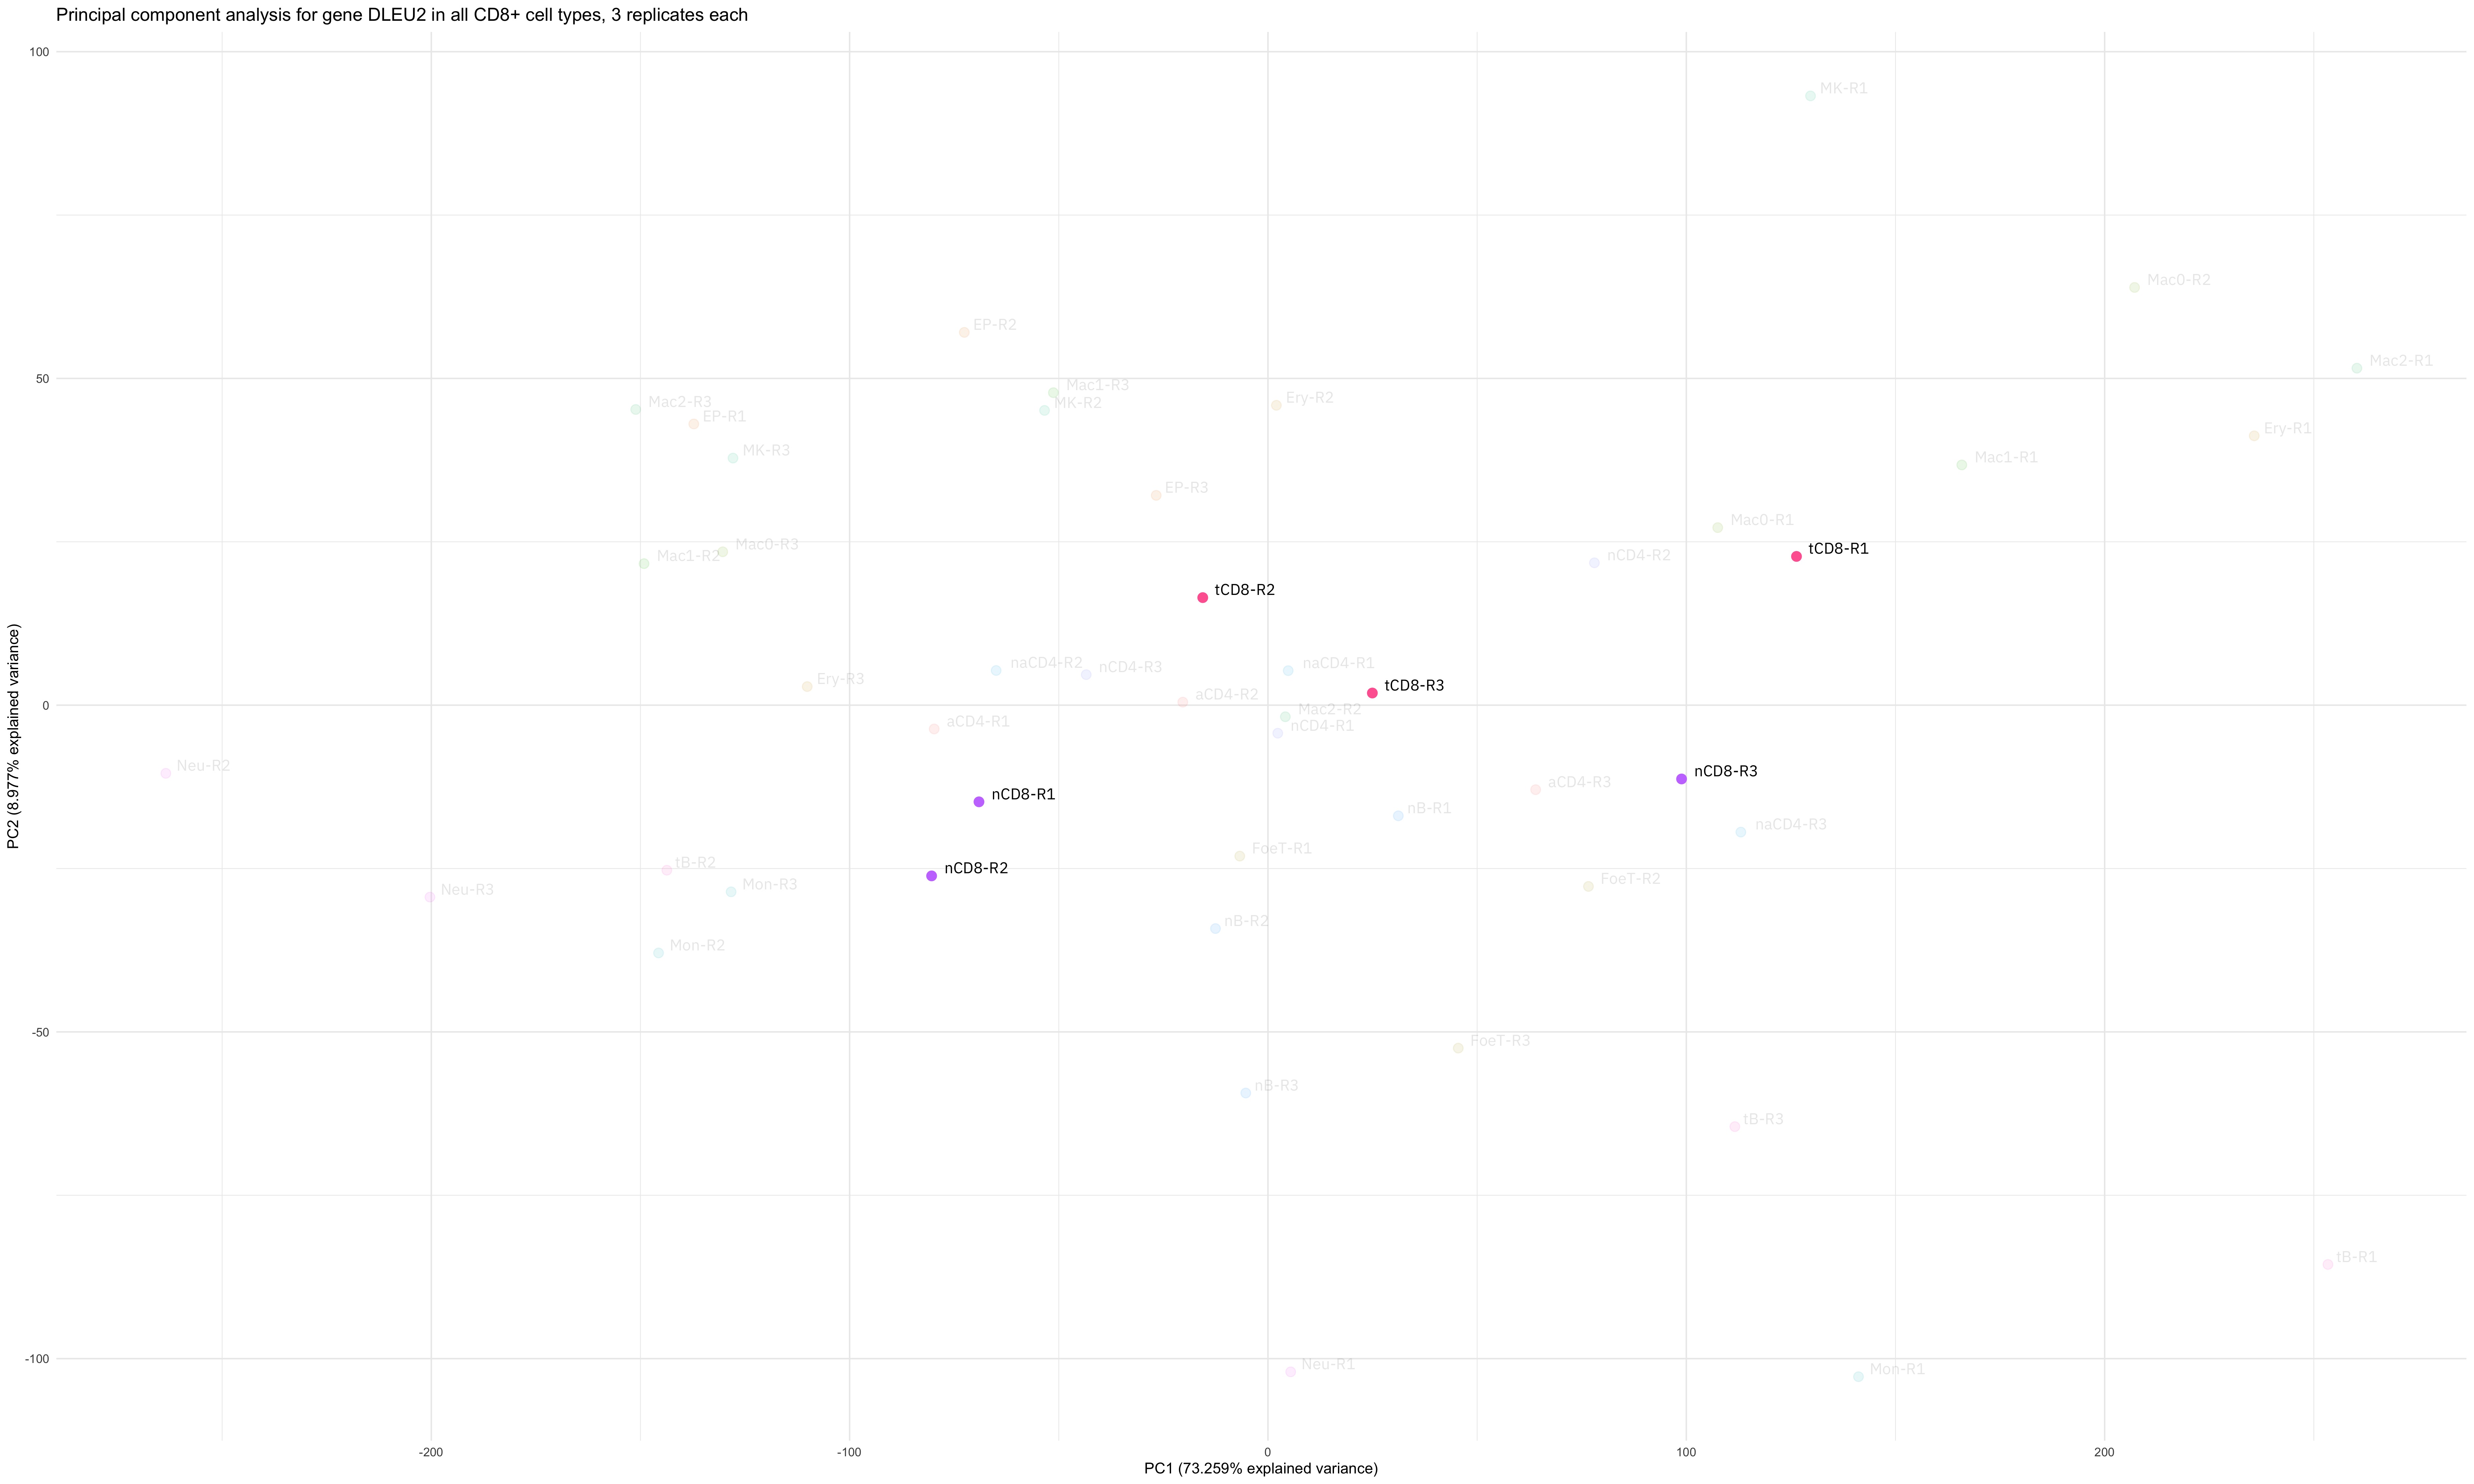 Principal component analysis for gene DLEU2 in all CD8+ cell types, 3 replicates each
100
MK-R1
Mac0-R2
EP-R2
Mac2-R1
50
Mac1-R3
Mac2-R3
MK-R2
Ery-R2
EP-R1
Ery-R1
MK-R3
Mac1-R1
EP-R3
Mac0-R1
Mac0-R3
tCD8-R1
Mac1-R2
nCD4-R2
tCD8-R2
naCD4-R2
nCD4-R3
naCD4-R1
Ery-R3
tCD8-R3
aCD4-R2
0
Mac2-R2
aCD4-R1
nCD4-R1
Neu-R2
nCD8-R3
aCD4-R3
nCD8-R1
nB-R1
naCD4-R3
FoeT-R1
tB-R2
nCD8-R2
FoeT-R2
Mon-R3
Neu-R3
nB-R2
Mon-R2
-50
FoeT-R3
nB-R3
tB-R3
tB-R1
-100
Neu-R1
Mon-R1
-200
-100
0
100
200
PC1 (73.259% explained variance)
PC2 (8.977% explained variance)